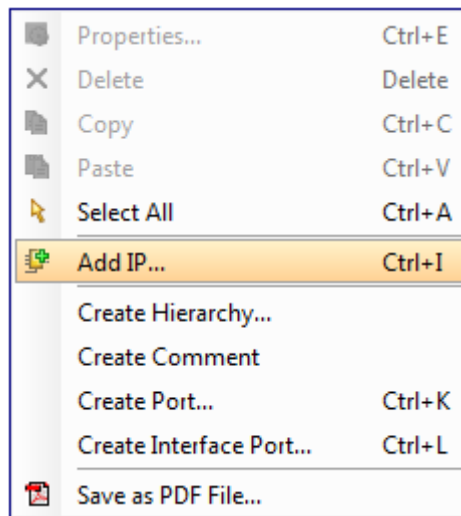 Properties... Ctrl+E
Delete Delete
Copy Ctrl+C
Paste Ctrl+V
Select All Ctrl+A
Add IP... Ctrl+I
Create Hierarchy...
Create Comment
Create Port... Ctrl+K
Create Interface Port... Ctrl+L
Save as PDF File...